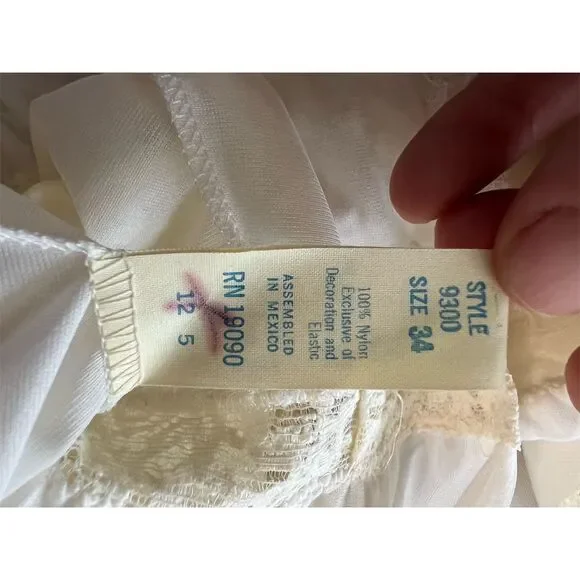 STYLE
9300
SIZE 34
100% Nylon
Exclusive of
Decoration and
Elastic
ASSEMBLED
IN MEXICO
RN 19090
12 5